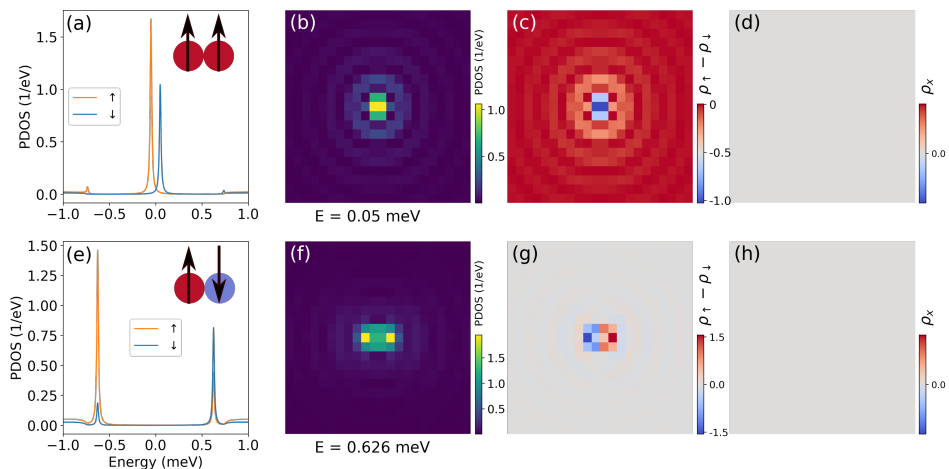 (a)
PDOS (1/eV)
1.5
1.0
0.5
0.0
↑
↓
−1.0 −0.5 0.0 0.5 1.0
(b)
E = 0.05 meV
PDOS (1/eV)
1.0
0.5
(c)
ρ↑ − ρ↓
0
−0.5
−1.0
(d)
ρx
0.0
(e)
PDOS (1/eV)
1.50
1.25
1.00
0.75
0.50
0.25
0.00
↑
↓
−1.0 −0.5 0.0 0.5 1.0
Energy (meV)
(f)
E = 0.626 meV
PDOS (1/eV)
1.5
1.0
0.5
(g)
ρ↑ − ρ↓
1.5
0.0
-1.5
(h)
ρx
0.0